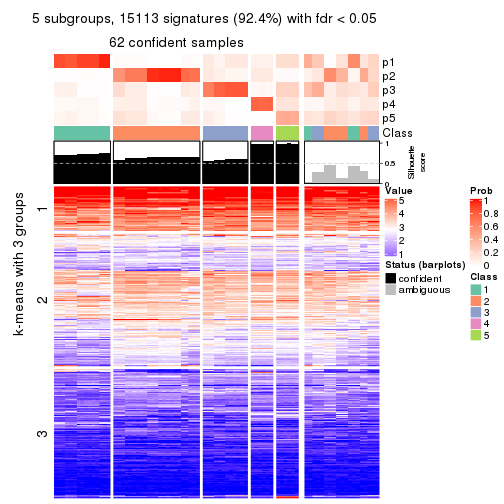 5 subgroups, 15113 signatures (92.4%) with fdr < 0.05
62 confident samples
p1
p2
p3
p4
p5
Class
1
0.5
0
Silhouette
score
k-means with 3 groups
1
2
3
Value
5
4
3
2
1
Status (barplots)
confident
ambiguous
Prob
1
0.8
0.6
0.4
0.2
0
Class
1
2
3
4
5